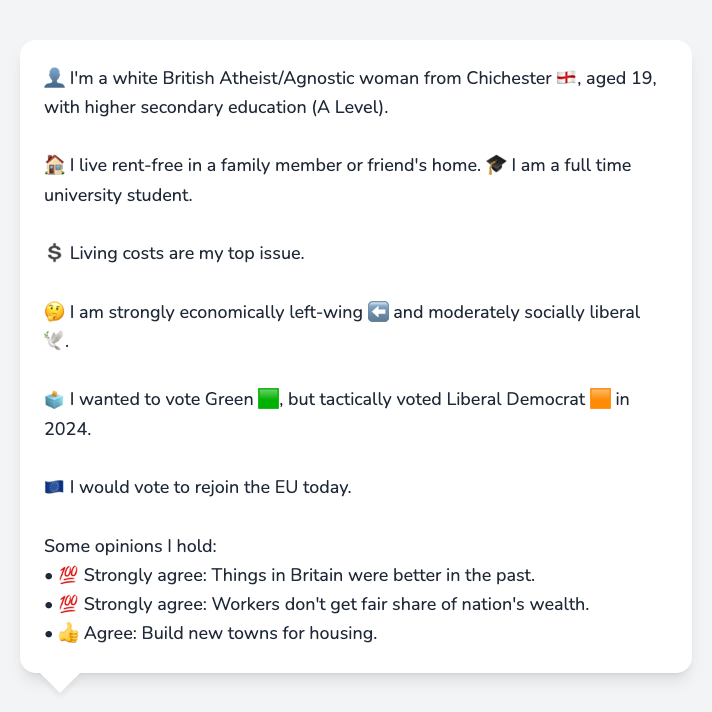 👤 I'm a white British Atheist/Agnostic woman from Chichester 🏴󠁧󠁢󠁥󠁮󠁧󠁿, aged 19,
with higher secondary education (A Level).
🏠 I live rent-free in a family member or friend's home. 🎓 I am a full time
university student.
💲 Living costs are my top issue.
🤔 I am strongly economically left-wing ⬅️ and moderately socially liberal
🕊️.
🗳️ I wanted to vote Green 🟩, but tactically voted Liberal Democrat 🟧 in
2024.
🇪🇺 I would vote to rejoin the EU today.
Some opinions I hold:
• 💯 Strongly agree: Things in Britain were better in the past.
• 💯 Strongly agree: Workers don't get fair share of nation's wealth.
• 👍 Agree: Build new towns for housing.